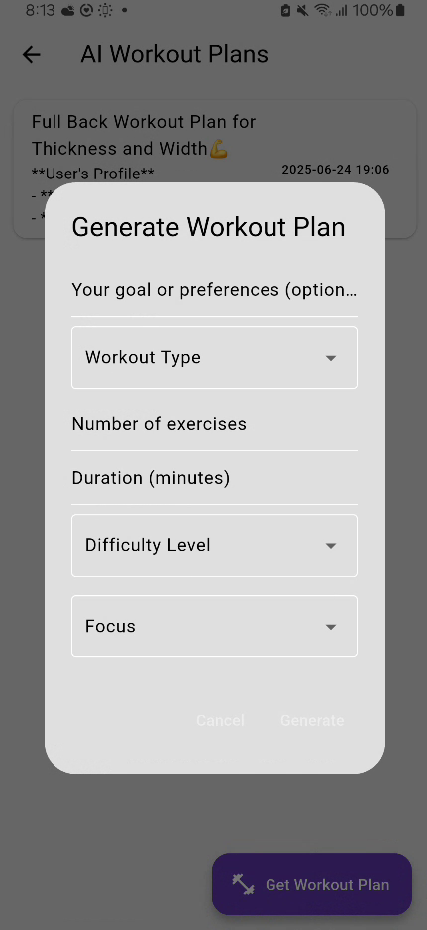 8:13 100%
AI Workout Plans
Full Back Workout Plan for
Thickness and Width💪
**User's Profile** 2025-06-24 19:06
- **
- *
Generate Workout Plan
Your goal or preferences (option...
Workout Type
Number of exercises
Duration (minutes)
Difficulty Level
Focus
Cancel Generate
Get Workout Plan